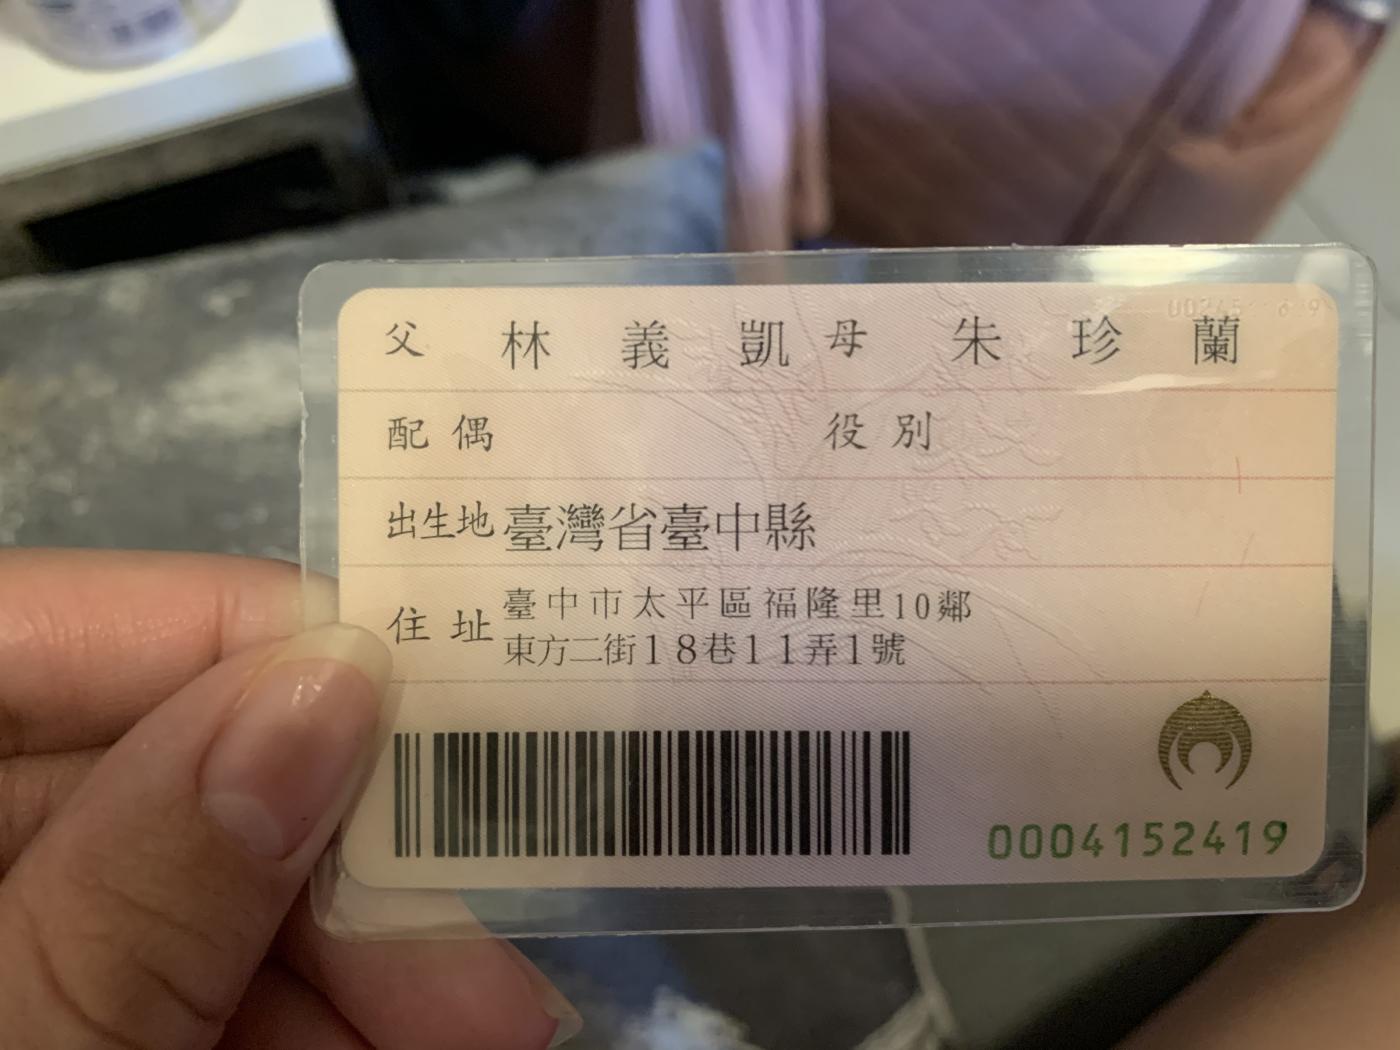 父 林義凱 母 朱珍蘭
配偶 役別
出生地 臺灣省臺中縣
住址 臺中市太平區福隆里10鄰
東方二街18巷11弄1號
0004152419